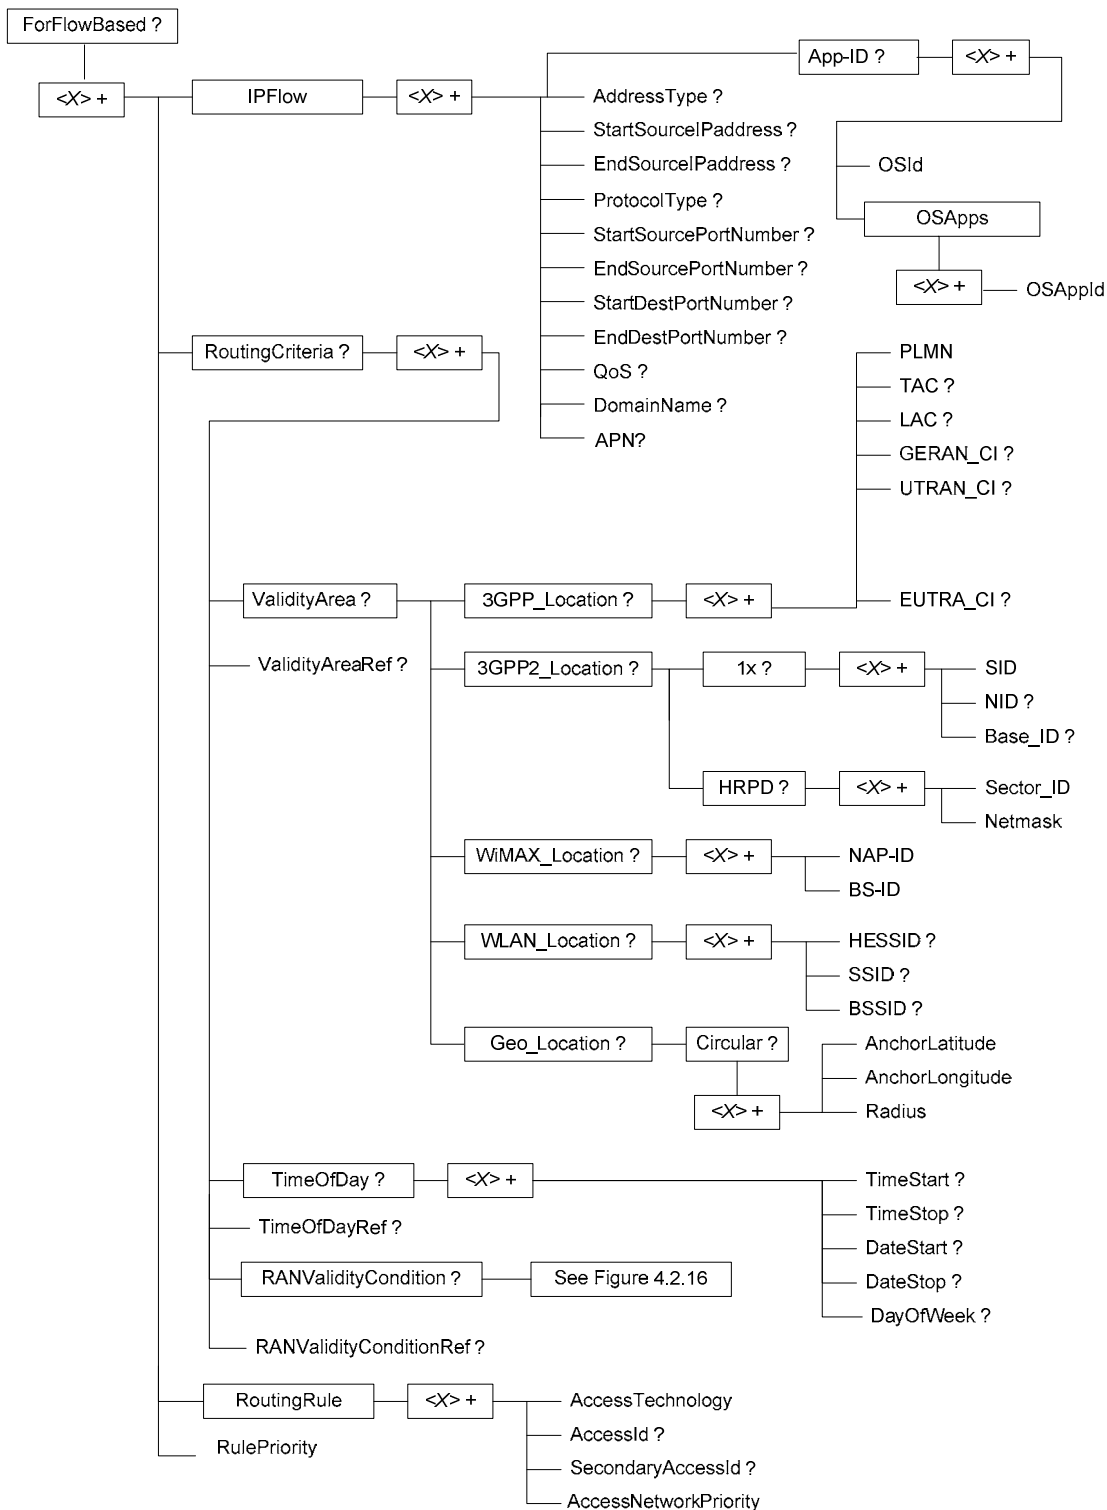 ForFlowBased ?
<X> +
IPFlow
<X> +
App-ID ?
<X> +
AddressType ?
StartSourceIPaddress ?
EndSourceIPaddress ?
ProtocolType ?
StartSourcePortNumber ?
EndSourcePortNumber ?
StartDestPortNumber ?
EndDestPortNumber ?
QoS ?
DomainName ?
APN?
OSId
OSApps
<X> +
OSAppId
RoutingCriteria ?
<X> +
PLMN
TAC ?
LAC ?
GERAN_CI ?
UTRAN_CI ?
EUTRA_CI ?
ValidityArea ?
3GPP_Location ?
<X> +
ValidityAreaRef ?
3GPP2_Location ?
1x ?
<X> +
SID
NID ?
Base_ID ?
HRPD ?
<X> +
Sector_ID
Netmask
WiMAX_Location ?
<X> +
NAP-ID
BS-ID
WLAN_Location ?
<X> +
HESSID ?
SSID ?
BSSID ?
Geo_Location ?
Circular ?
<X> +
AnchorLatitude
AnchorLongitude
Radius
TimeOfDay ?
<X> +
TimeStart ?
TimeStop ?
DateStart ?
DateStop ?
DayOfWeek ?
TimeOfDayRef ?
RANValidityCondition ?
See Figure 4.2.16
RANValidityConditionRef ?
RoutingRule
<X> +
AccessTechnology
AccessId ?
SecondaryAccessId ?
AccessNetworkPriority
RulePriority